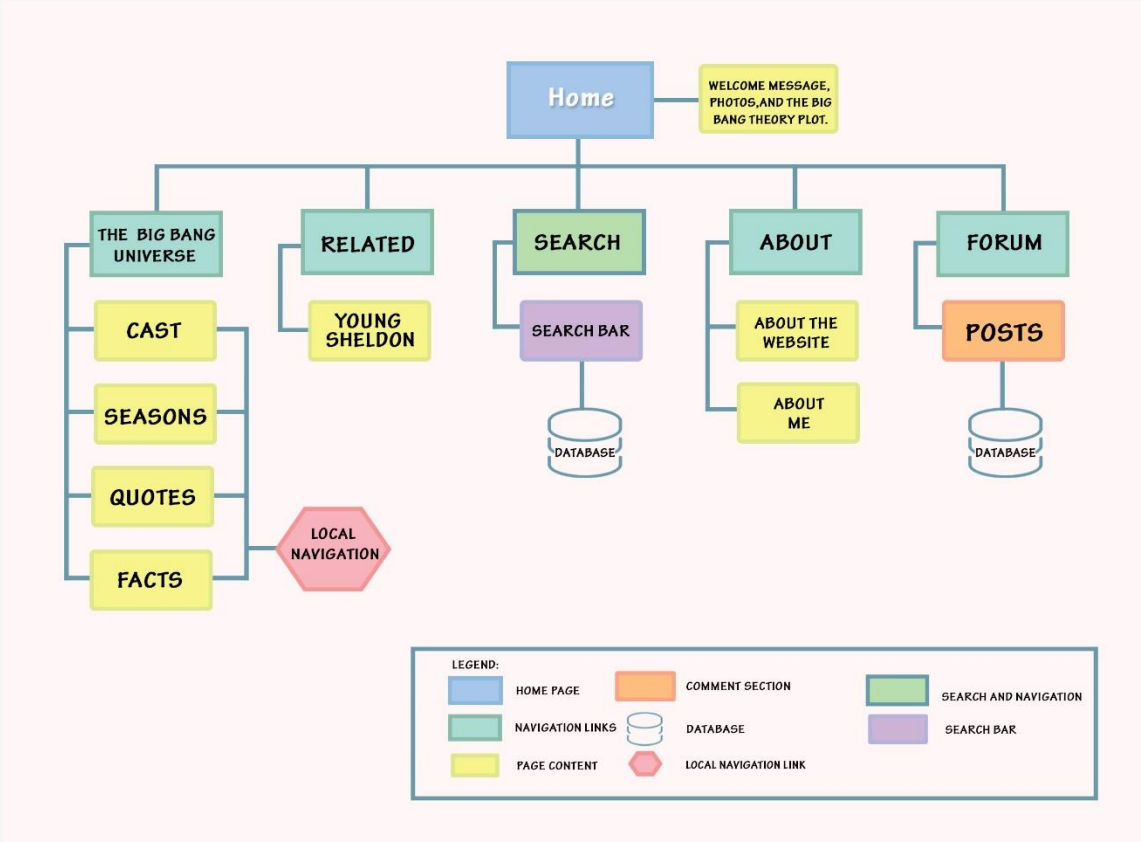 Home
WELCOME MESSAGE,
PHOTOS,AND THE BIG
BANG THEORY PLOT.
THE BIG BANG
UNIVERSE
RELATED
SEARCH
ABOUT
FORUM
CAST
YOUNG
SHELDON
SEARCH BAR
ABOUT THE
WEBSITE
POSTS
SEASONS
ABOUT
ME
DATABASE
DATABASE
QUOTES
LOCAL
NAVIGATION
FACTS
LEGEND:
HOME PAGE
COMMENT SECTION
SEARCH AND NAVIGATION
NAVIGATION LINKS
DATABASE
SEARCH BAR
PAGE CONTENT
LOCAL NAVIGATION LINK